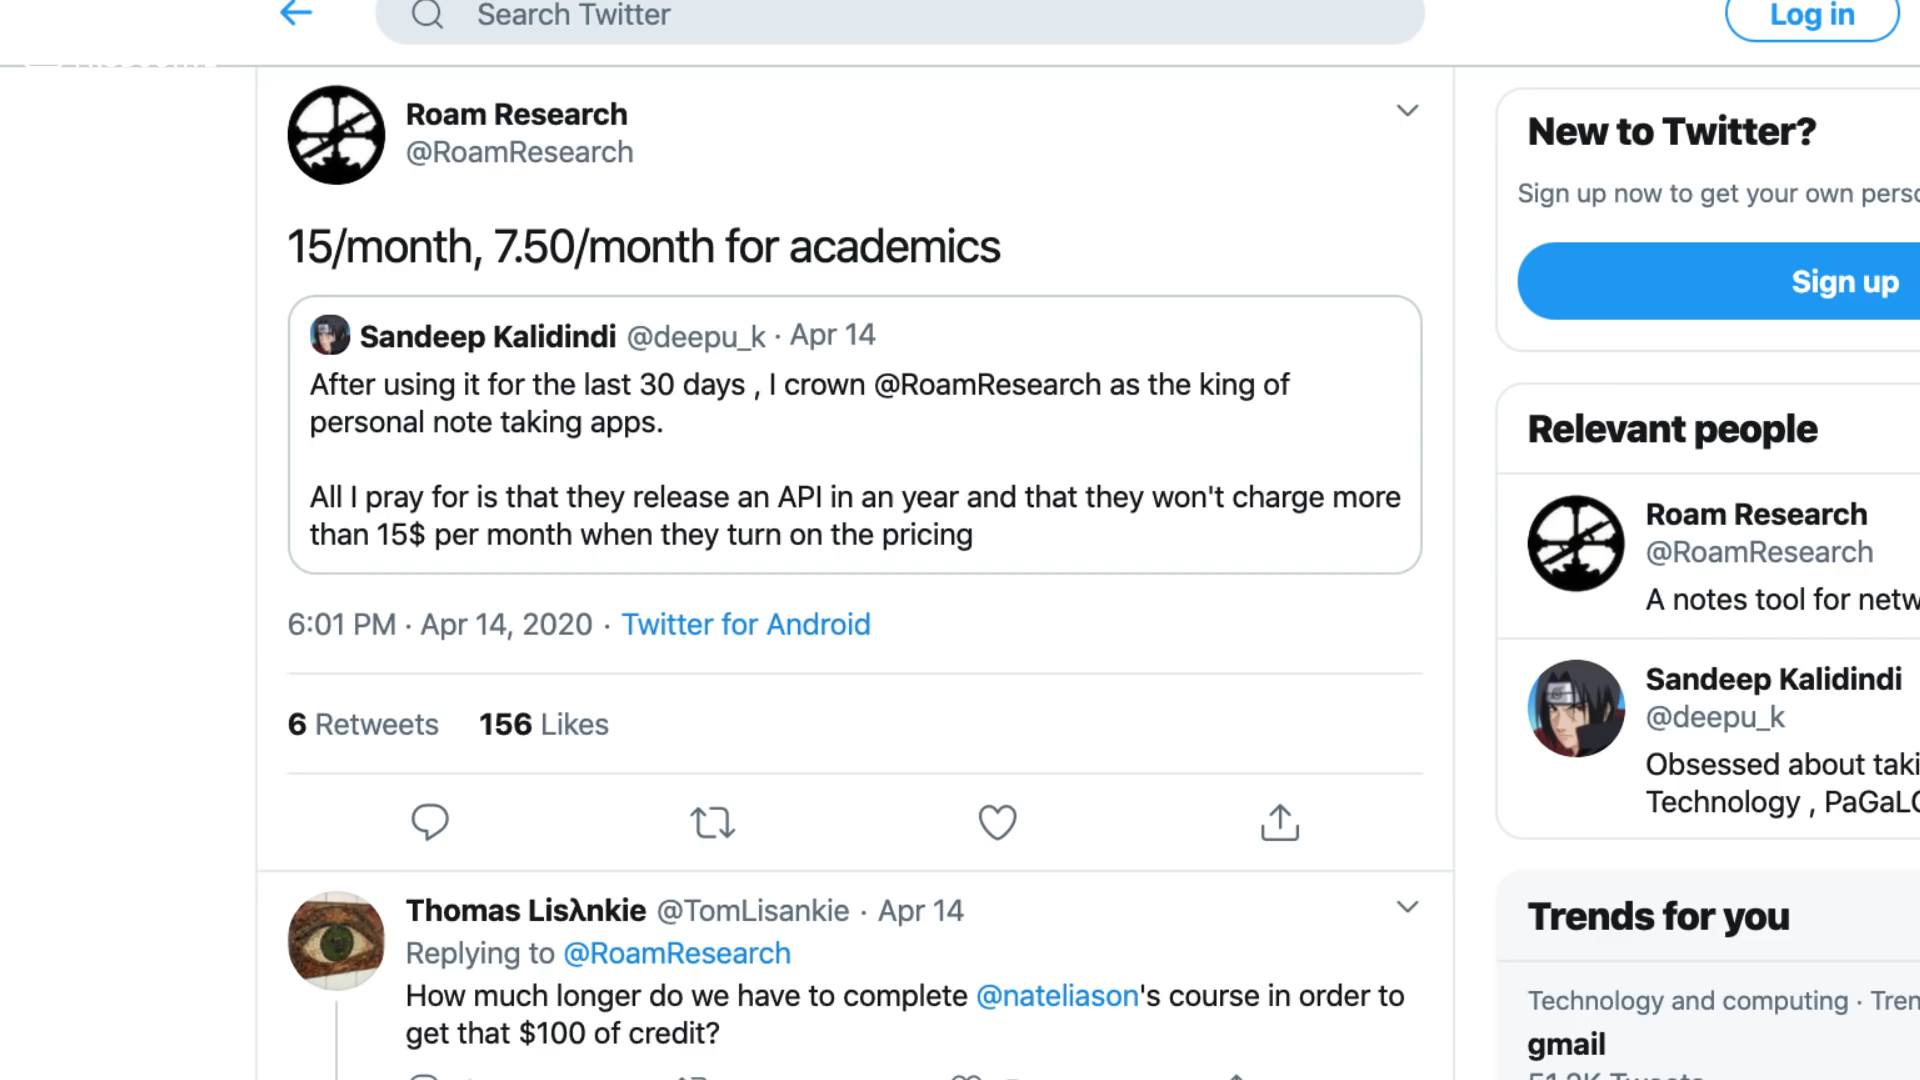 Search Twitter
Log in
Roam Research
@RoamResearch
15/month, 7.50/month for academics
Sandeep Kalidindi @deepu_k · Apr 14
After using it for the last 30 days , I crown @RoamResearch as the king of
personal note taking apps.
All I pray for is that they release an API in an year and that they won't charge more
than 15$ per month when they turn on the pricing
6:01 PM · Apr 14, 2020 · Twitter for Android
6 Retweets 156 Likes
Thomas Lisλnkie @TomLisankie · Apr 14
Replying to @RoamResearch
How much longer do we have to complete @nateliason's course in order to
get that $100 of credit?
New to Twitter?
Sign up now to get your own perso
Sign up
Relevant people
Roam Research
@RoamResearch
A notes tool for netw
Sandeep Kalidindi
@deepu_k
Obsessed about taki
Technology , PaGaLG
Trends for you
Technology and computing · Tren
gmail